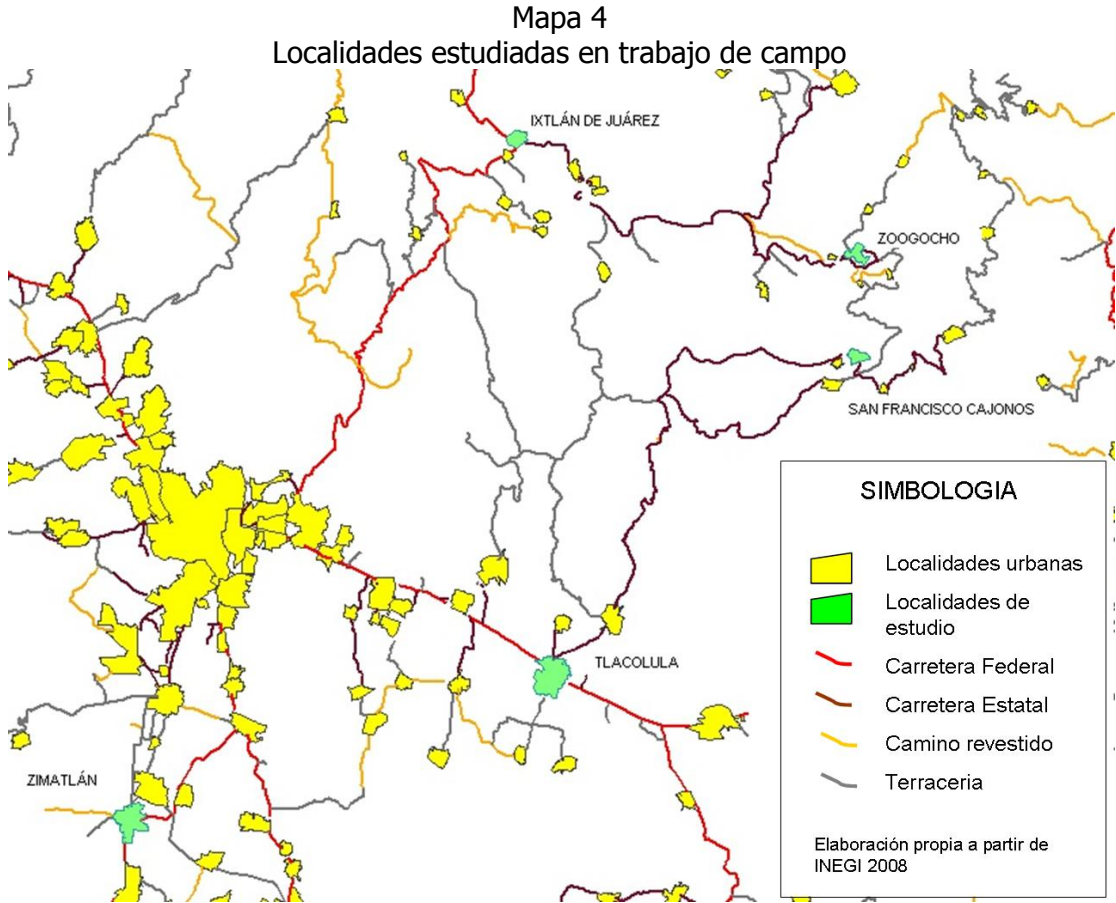 Mapa 4
Localidades estudiadas en trabajo de campo
IXTLÁN DE JUÁREZ
ZOOGOCHO
SAN FRANCISCO CAJONOS
TLACOLULA
ZIMATLÁN
SIMBOLOGIA
Localidades urbanas
Localidades de
estudio
Carretera Federal
Carretera Estatal
Camino revestido
Terraceria
Elaboración propia a partir de
INEGI 2008